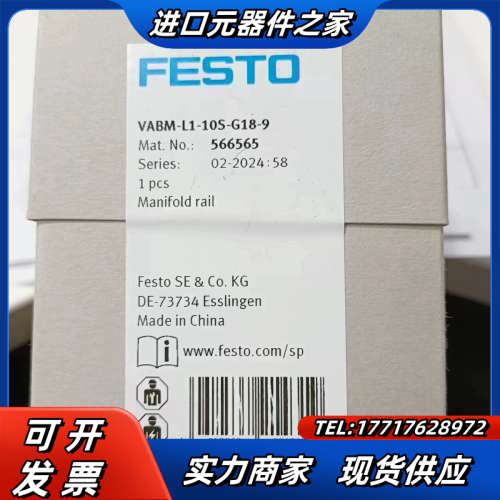 进口元器件之家
FESTO
VABM-L1-10S-G18-9
Mat. No.: 566565
Series: 02-2024:58
1 pcs
Manifold rail
Festo SE & Co. KG
DE-73734 Esslingen
Made in China
i www.festo.com/sp
TEL:17717628972
可开
发票
实力商家 现货供应